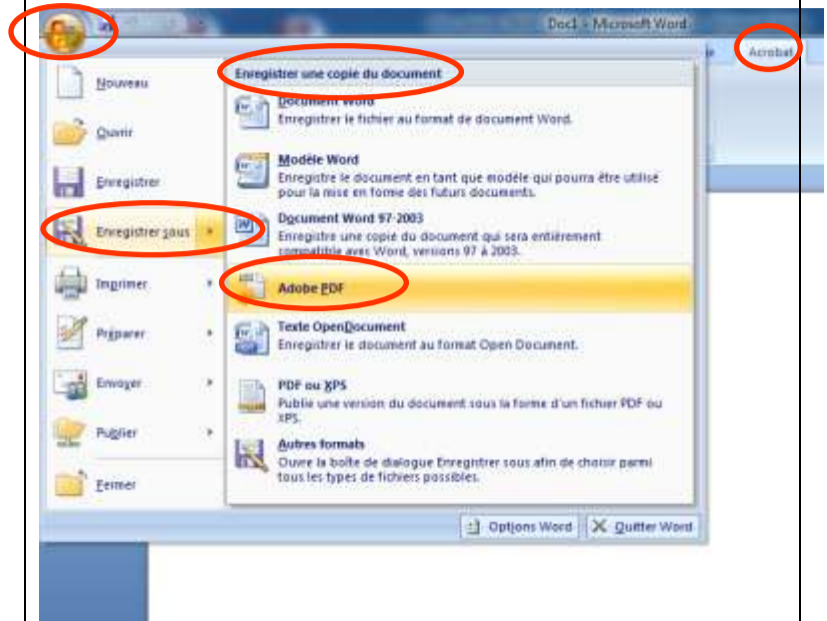 Doc1 - Microsoft Word
Acrobat
Nouveau
Ouvrir
Enregistrer
Enregistrer sous
Imprimer
Préparer
Envoyer
Publier
Fermer
Enregistrer une copie du document
Document Word
Enregistrer le fichier au format de document Word.
Modèle Word
Enregistre le document en tant que modèle qui pourra être utilisé
pour la mise en forme des futurs documents.
Document Word 97-2003
Enregistre une copie du document qui sera entièrement
compatible avec Word, versions 97 à 2003.
Adobe PDF
Texte OpenDocument
Enregistrer le document au format Open Document.
PDF ou XPS
Publie une version du document sous la forme d'un fichier PDF ou
XPS.
Autres formats
Ouvre la boîte de dialogue Enregistrer sous afin de choisir parmi
tous les types de fichiers possibles.
Options Word
Quitter Word